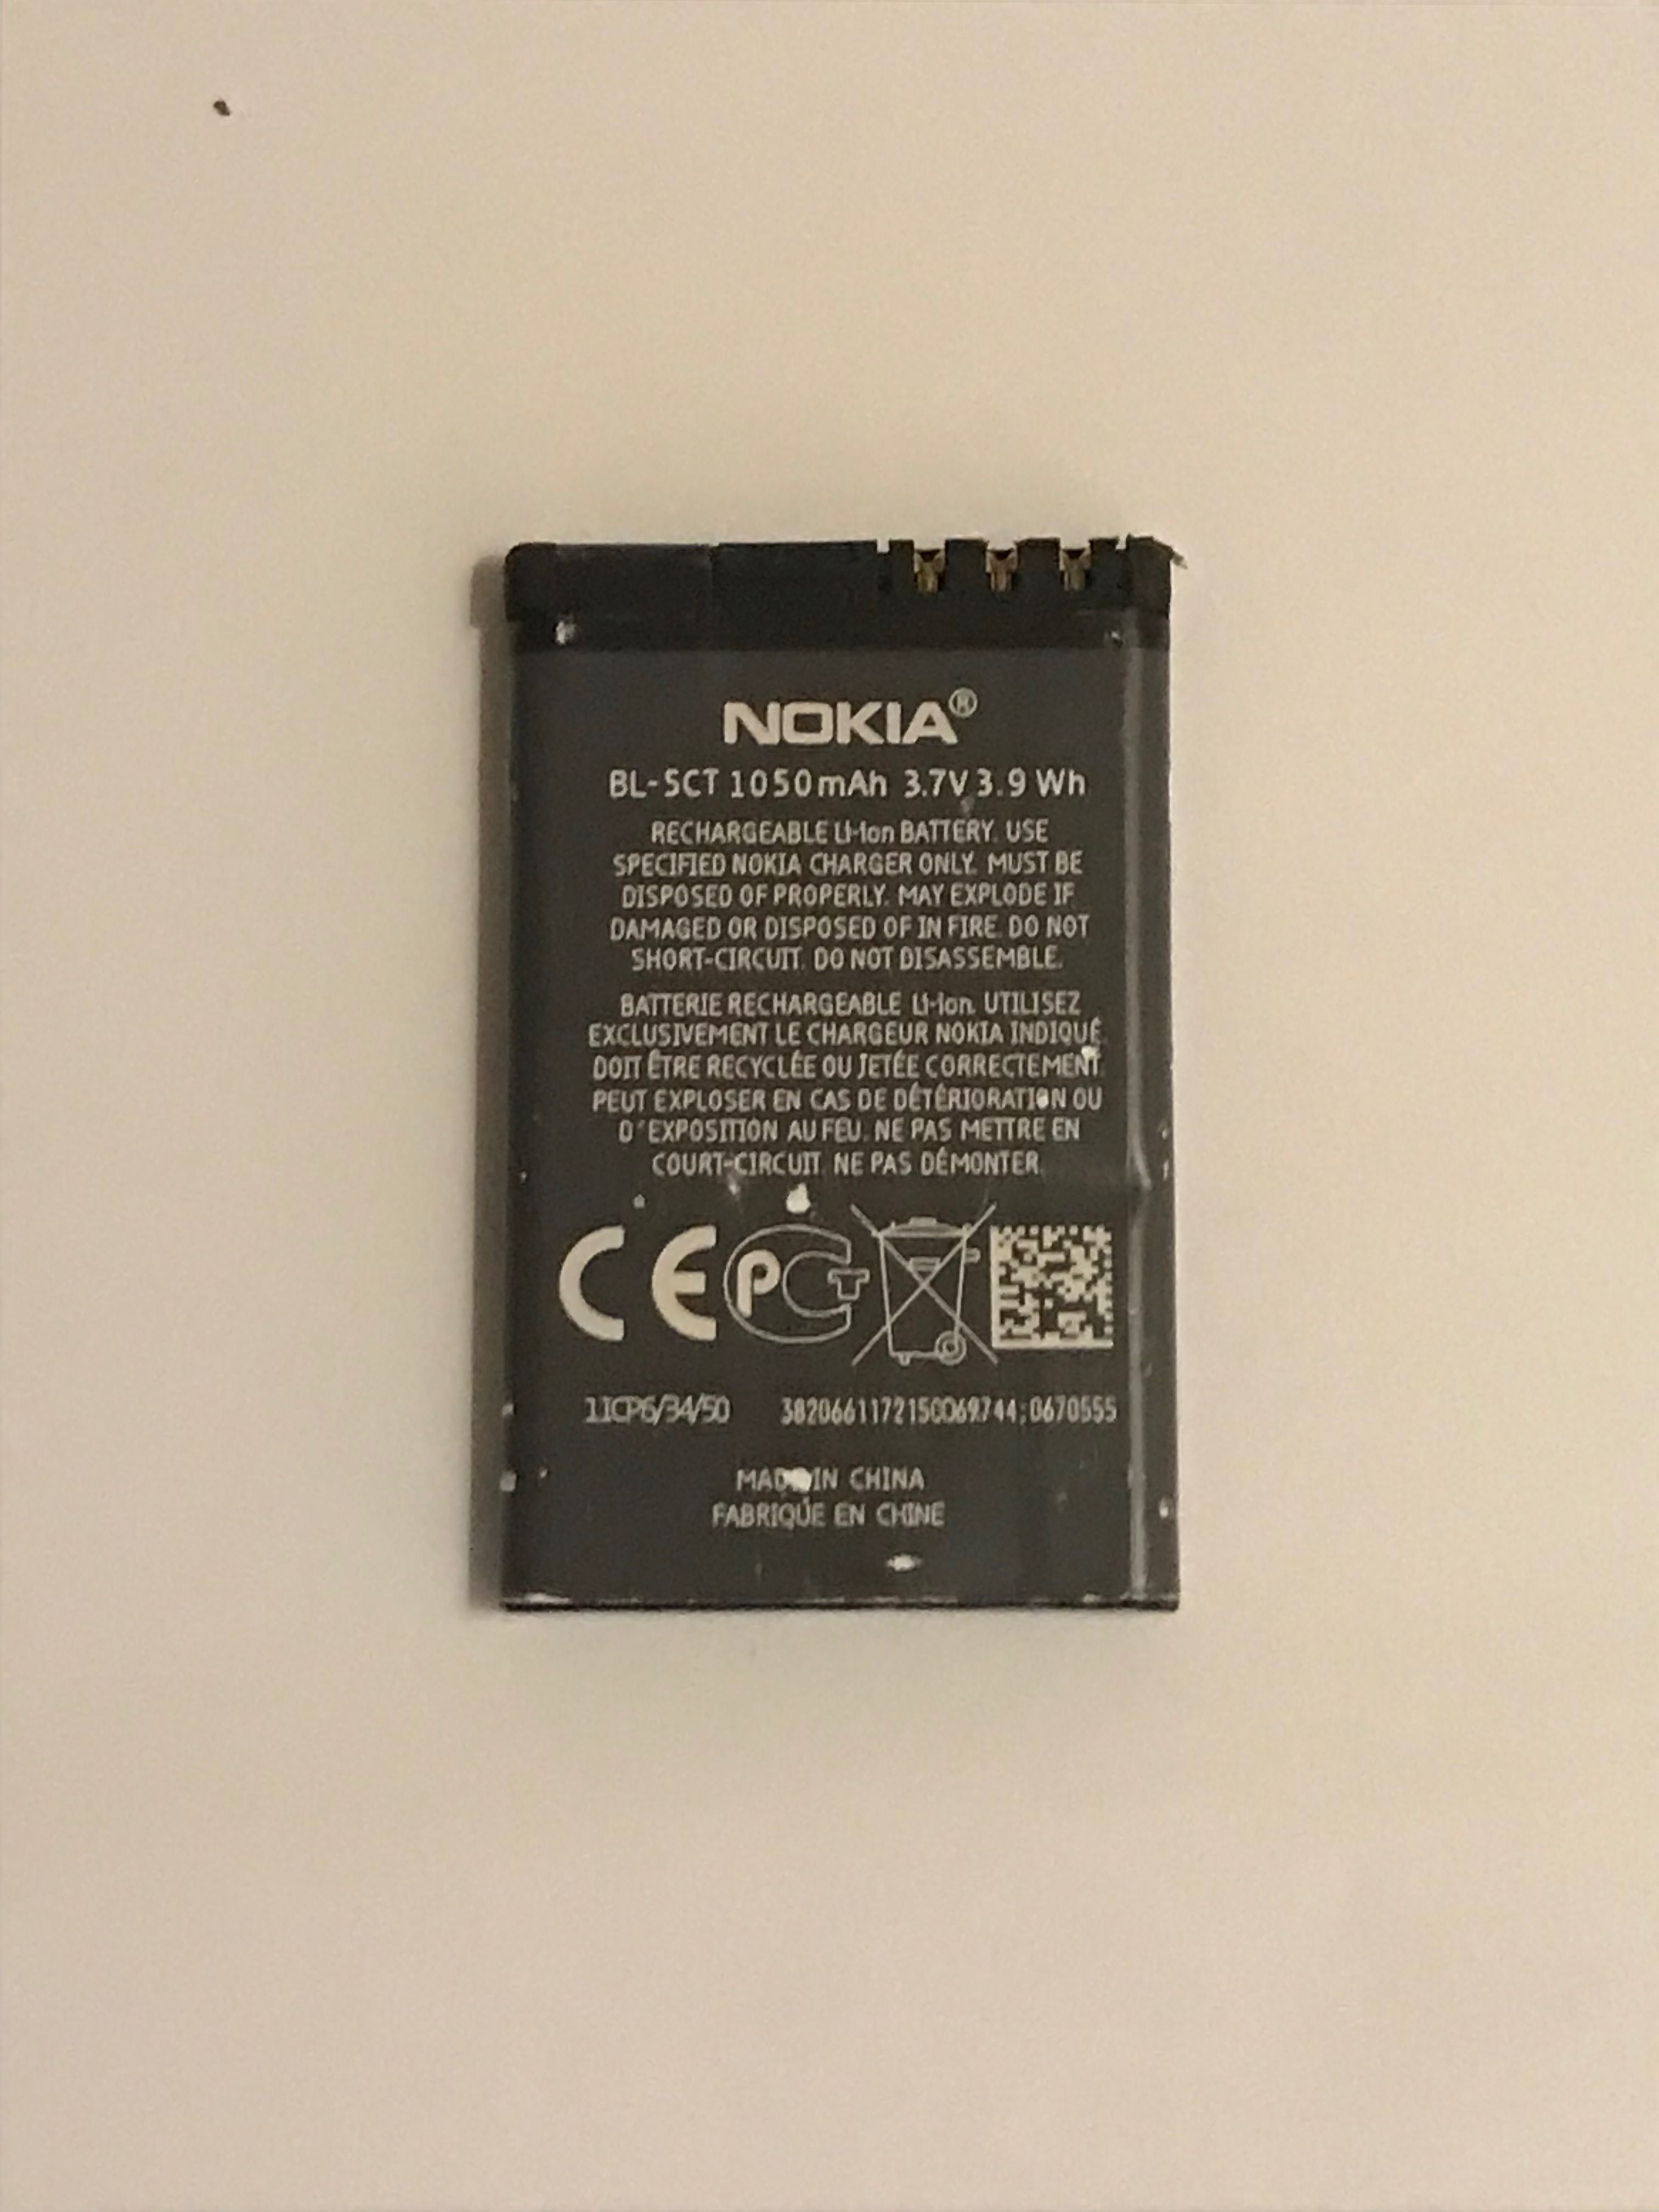 NOKIA®
BL-5CT 1050mAh 3.7V 3.9 Wh
RECHARGEABLE Li-Ion BATTERY. USE
SPECIFIED NOKIA CHARGER ONLY. MUST BE
DISPOSED OF PROPERLY. MAY EXPLODE IF
DAMAGED OR DISPOSED OF IN FIRE. DO NOT
SHORT-CIRCUIT. DO NOT DISASSEMBLE.
BATTERIE RECHARGEABLE Li-Ion. UTILISEZ
EXCLUSIVEMENT LE CHARGEUR NOKIA INDIQUÉ.
DOIT ÊTRE RECYCLÉE OU JETÉE CORRECTEMENT.
PEUT EXPLOSER EN CAS DE DÉTÉRIORATION OU
D'EXPOSITION AU FEU. NE PAS METTRE EN
COURT-CIRCUIT. NE PAS DÉMONTER.
CE PCT
1ICP6/34/50 3820661172150069744;0670555
MADE IN CHINA
FABRIQUÉ EN CHINE